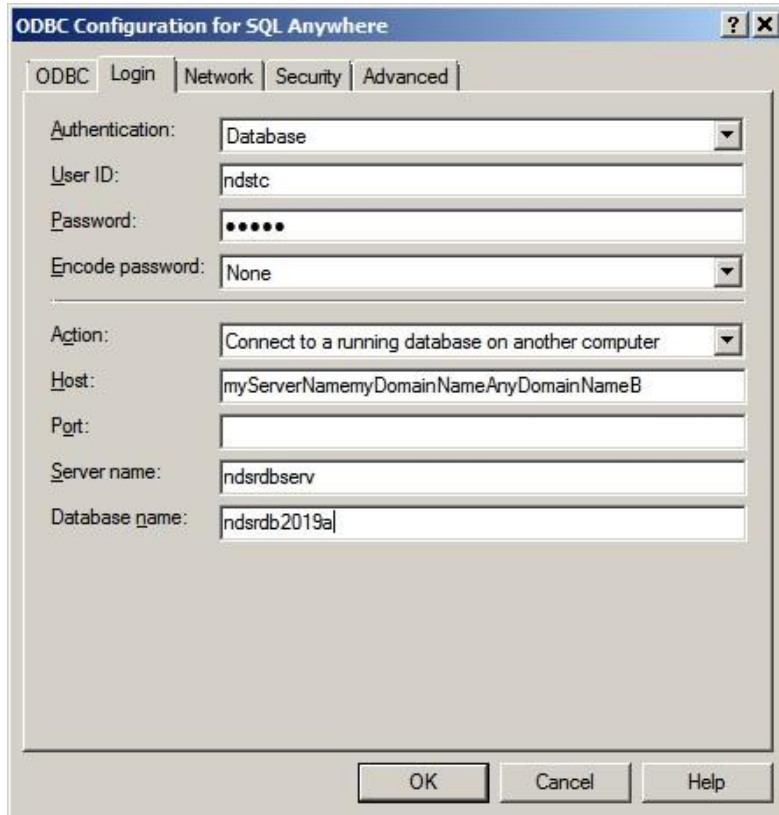 ODBC Configuration for SQL Anywhere ? X
ODBC Login Network Security Advanced
Authentication: Database
User ID: ndstc
Password: •••••
Encode password: None
Action: Connect to a running database on another computer
Host: myServerNamemyDomainNameAnyDomainNameB
Port:
Server name: ndsrdbserv
Database name: ndsrdb2019a
OK Cancel Help